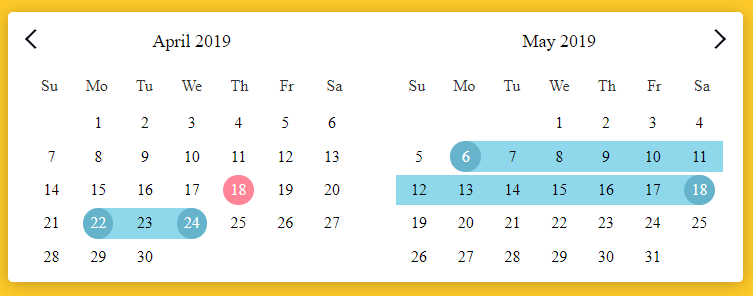 April 2019
Su Mo Tu We Th Fr Sa
1 2 3 4 5 6
7 8 9 10 11 12 13
14 15 16 17 18 19 20
21 22 23 24 25 26 27
28 29 30
May 2019
Su Mo Tu We Th Fr Sa
1 2 3 4
5 6 7 8 9 10 11
12 13 14 15 16 17 18
19 20 21 22 23 24 25
26 27 28 29 30 31